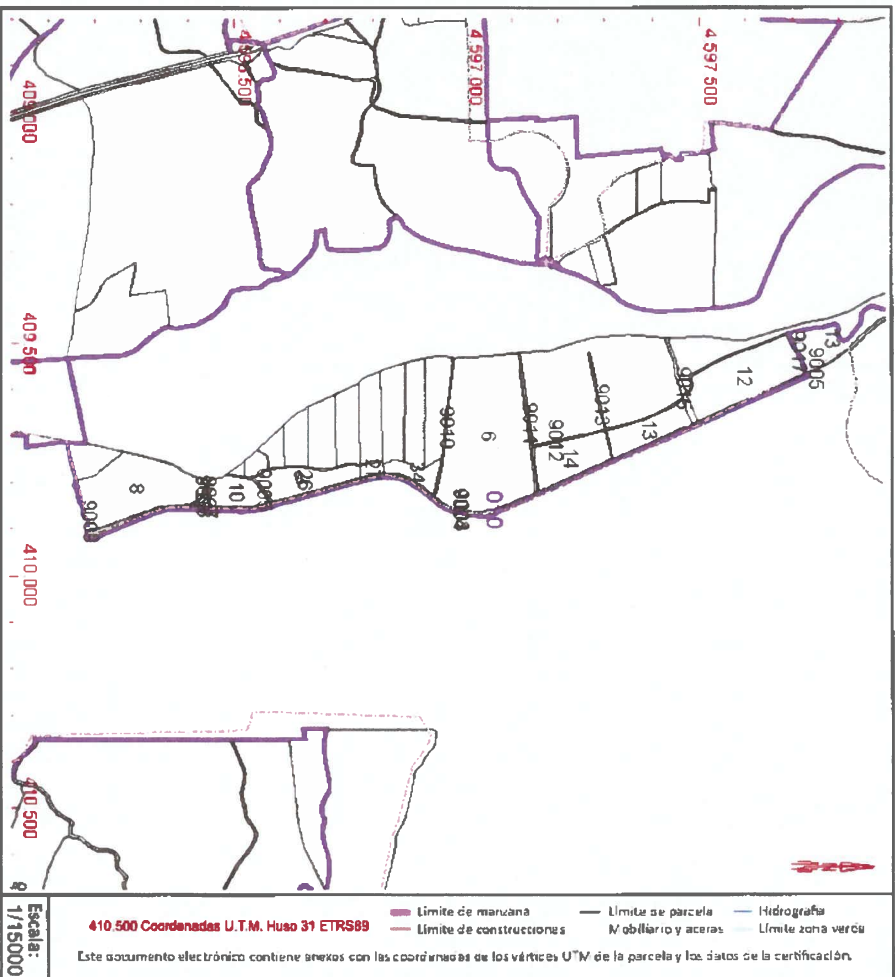 4.596.500
4.597.000
4.597.500
409.000
409.500
410.000
410.500
73
9005
9017
12
9015
13
9013
9012
14
9011
6
9010
34
26
10
8
Escala:
1/15000
410.500 Coordenadas U.T.M. Huso 31 ETRS89
Límite de manzana
Límite de parcela
Hidrografía
Límite de construcciones
Mobiliario y aceras
Límite zona verde
Este documento electrónico contiene anexos con las coordenadas de los vértices UTM de la parcela y los datos de la certificación.